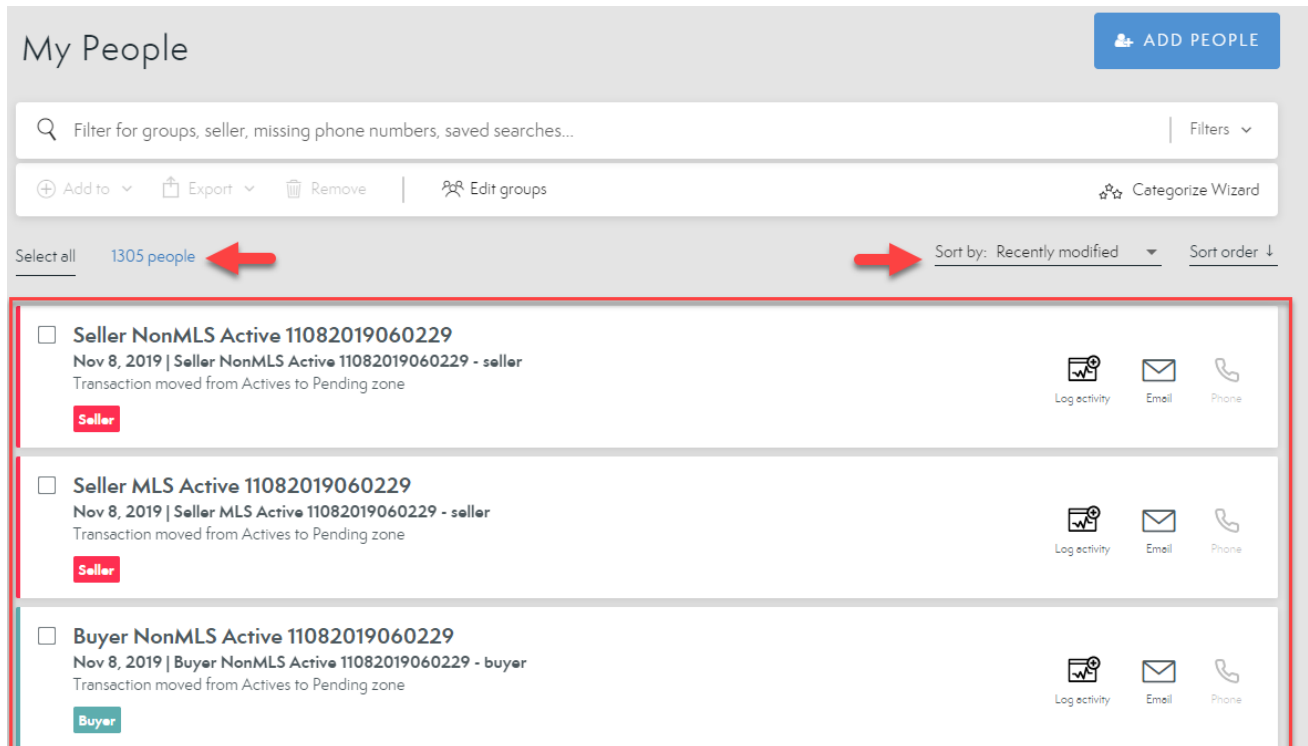 My People
ADD PEOPLE
Filter for groups, seller, missing phone numbers, saved searches...
Filters
Add to
Export
Remove
Edit groups
Categorize Wizard
Select all
1305 people
Sort by: Recently modified
Sort order ↓
Seller NonMLS Active 11082019060229
Nov 8, 2019 | Seller NonMLS Active 11082019060229 - seller
Transaction moved from Actives to Pending zone
Seller
Log activity
Email
Phone
Seller MLS Active 11082019060229
Nov 8, 2019 | Seller MLS Active 11082019060229 - seller
Transaction moved from Actives to Pending zone
Seller
Log activity
Email
Phone
Buyer NonMLS Active 11082019060229
Nov 8, 2019 | Buyer NonMLS Active 11082019060229 - buyer
Transaction moved from Actives to Pending zone
Buyer
Log activity
Email
Phone